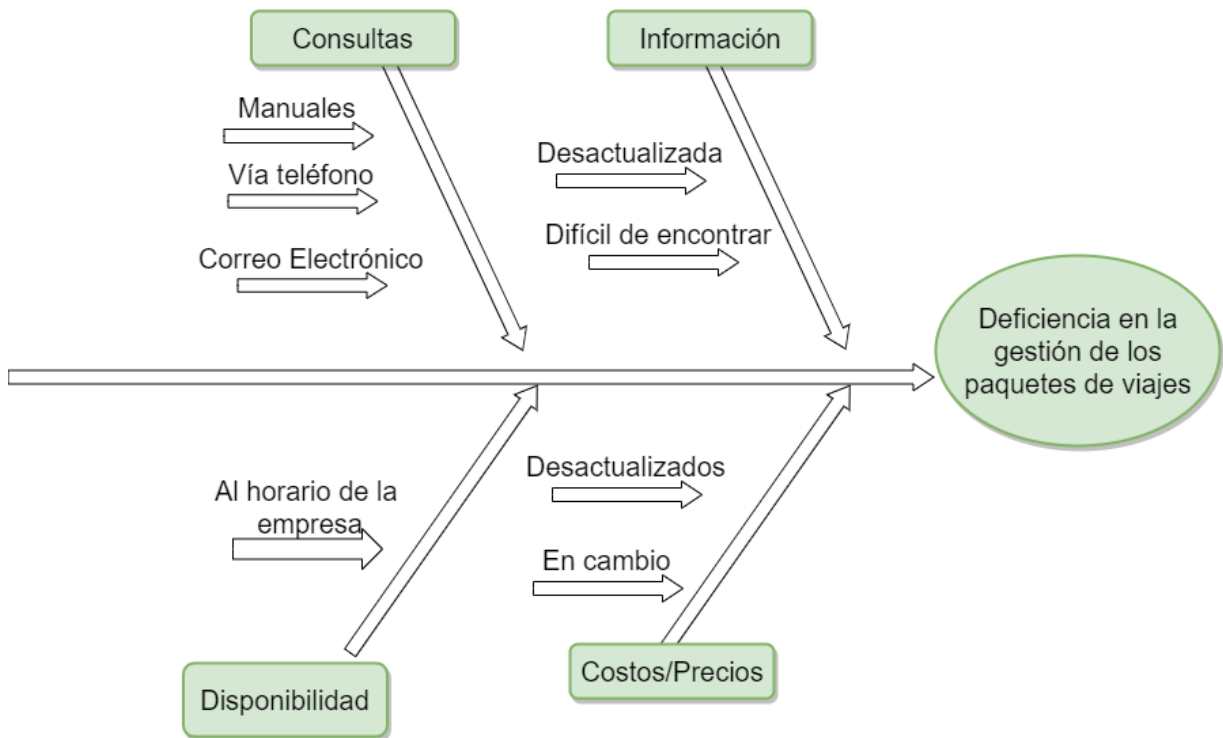 Consultas
Información
Manuales
Vía teléfono
Correo Electrónico
Desactualizada
Difícil de encontrar
Deficiencia en la
gestión de los
paquetes de viajes
Al horario de la
empresa
Desactualizados
En cambio
Disponibilidad
Costos/Precios